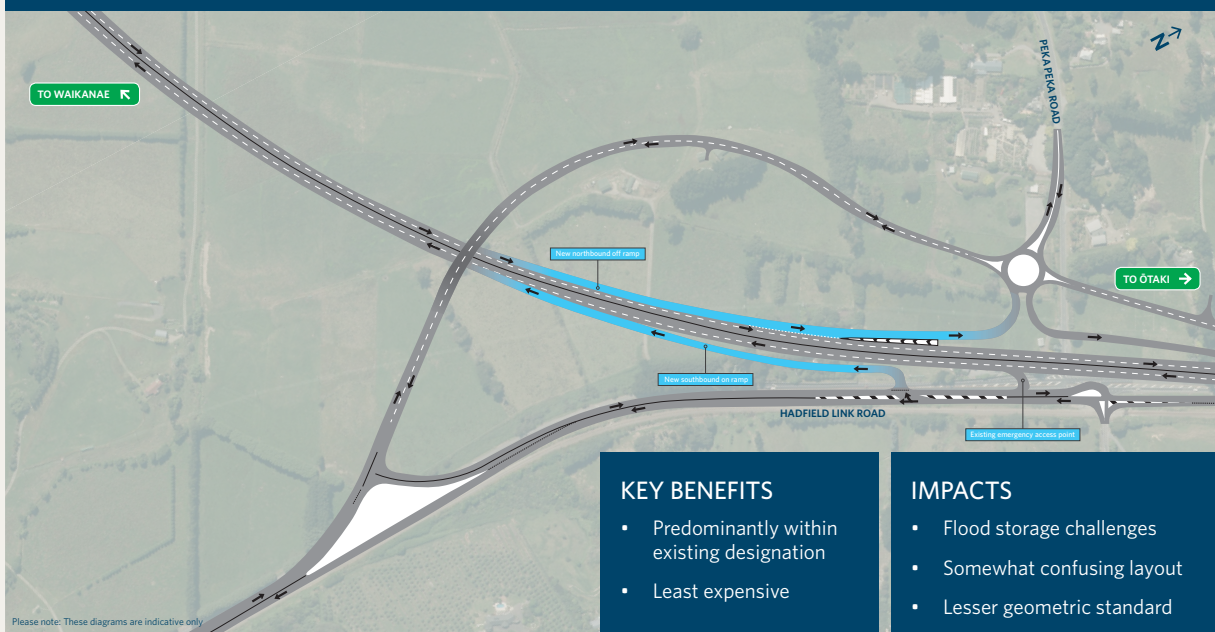 N
PEKA PEKA ROAD
TO WAIKANAE
New northbound off ramp
TO ŌTAKI
New southbound on ramp
HADFIELD LINK ROAD
Existing emergency access point
KEY BENEFITS
• Predominantly within
existing designation
• Least expensive
IMPACTS
• Flood storage challenges
• Somewhat confusing layout
• Lesser geometric standard
Please note: These diagrams are indicative only